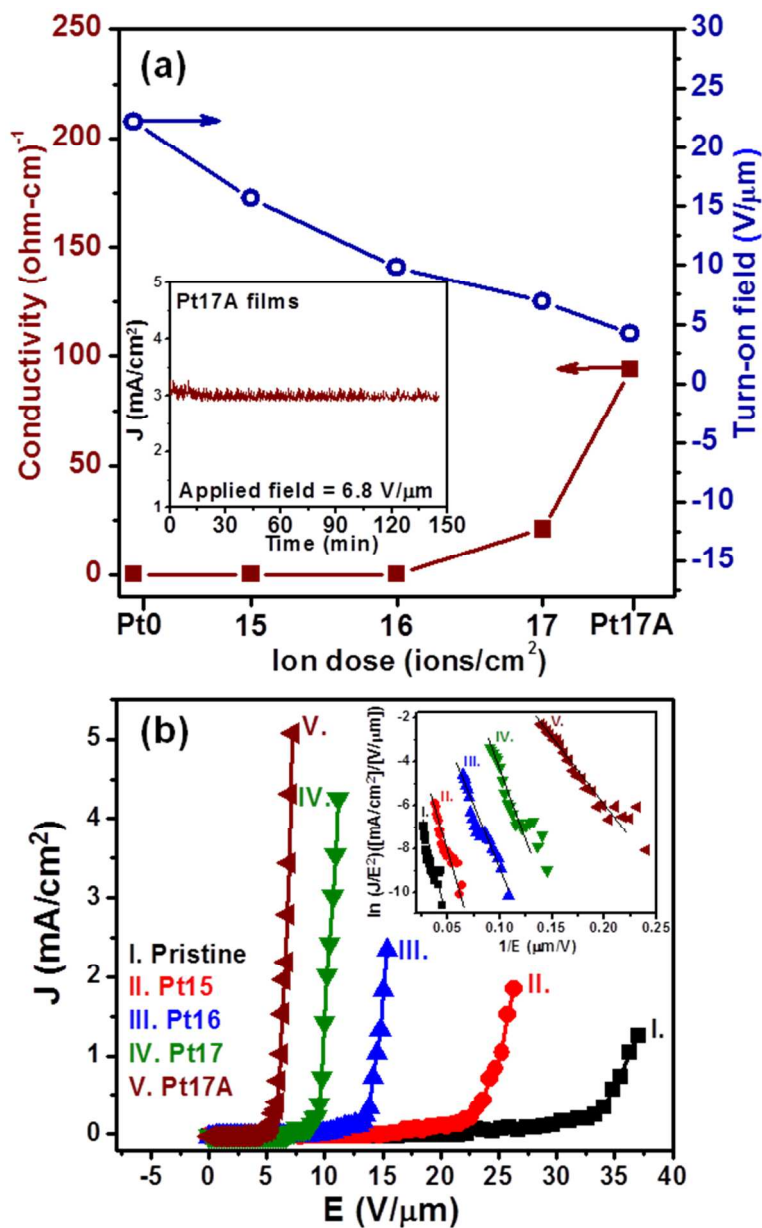 (a)
250
200
150
100
50
0
Conductivity (ohm-cm)-1
30
25
20
15
10
5
0
-5
-10
-15
Turn-on field (V/μm)
Pt17A films
5
4
3
2
1
J (mA/cm2)
Applied field = 6.8 V/μm
0 30 60 90 120 150
Time (min)
Pt0 15 16 17 Pt17A
Ion dose (ions/cm2)
(b)
5
4
3
2
1
0
J (mA/cm2)
V.
IV.
III.
II.
I.
I. Pristine
II. Pt15
III. Pt16
IV. Pt17
V. Pt17A
-2
-4
-6
-8
-10
ln (J/E2)([mA/cm2]/[V/μm])
I.
II.
III.
IV.
V.
0.05 0.10 0.15 0.20 0.25
1/E (μm/V)
-5 0 5 10 15 20 25 30 35 40
E (V/μm)